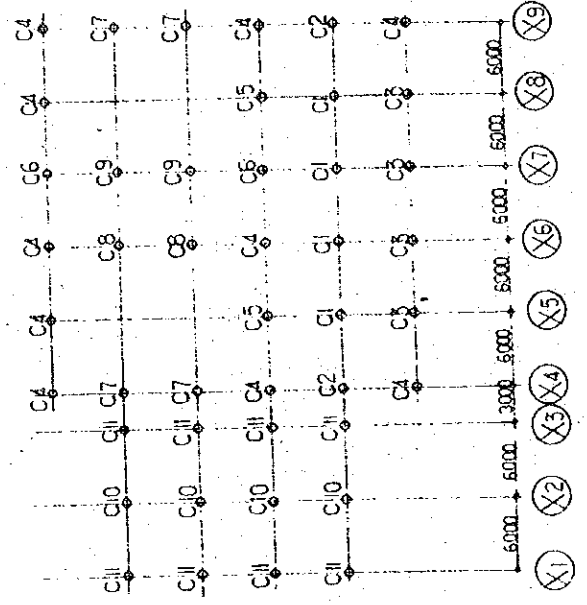 C4 C4 C4 C6 C4 C4
C11 C10 C11 C7 C8 C9 C7
C11 C10 C11 C7 C8 C9 C7
C11 C10 C11 C4 C5 C4 C6 C5 C4
C11 C10 C11 C2 C1 C1 C1 C1 C2
C4 C3 C3 C3 C3 C4
6000 6000 3000 6000 6000 6000 6000 6000
X1 X2 X3 X4 X5 X6 X7 X8 X9